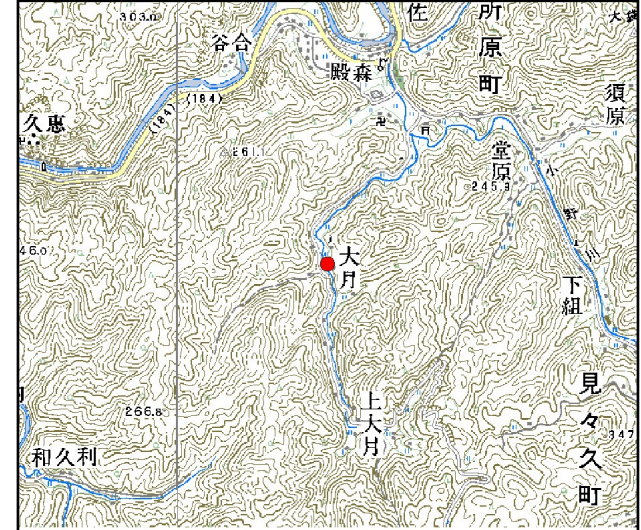 303.0
佐
所原町
谷合
殿森
須原
久恵
(184)
(184)
261.1
堂原
245.9
小野川
46.0
大月
下組
上大月
266.8
見々久町
347
和久利